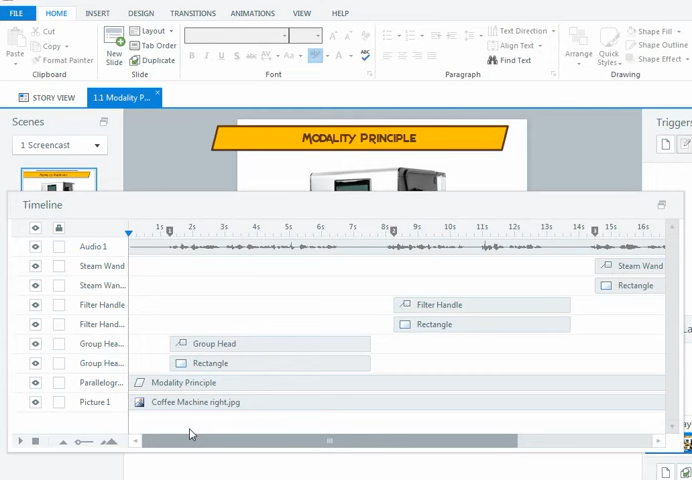 FILE HOME INSERT DESIGN TRANSITIONS ANIMATIONS VIEW HELP
Paste
Cut
Copy
Format Painter
Clipboard
New Slide
Layout
Tab Order
Duplicate
Slide
B I U S
Font
Paragraph
Text Direction
Align Text
Find Text
Arrange
Quick Styles
Shape Fill
Shape Outline
Shape Effect
Drawing
STORY VIEW 1.1 Modality P...
Scenes
1 Screencast
MODALITY PRINCIPLE
Triggers
Timeline
1s 2s 3s 4s 5s 6s 7s 8s 9s 10s 11s 12s 13s 14s 15s 16s
1 2 3
Audio 1
Steam Wand Steam Wand
Steam Wan... Rectangle
Filter Handle Filter Handle
Filter Hand... Rectangle
Group Hea... Group Head
Group Hea... Rectangle
Parallelogr... Modality Principle
Picture 1 Coffee Machine right.jpg